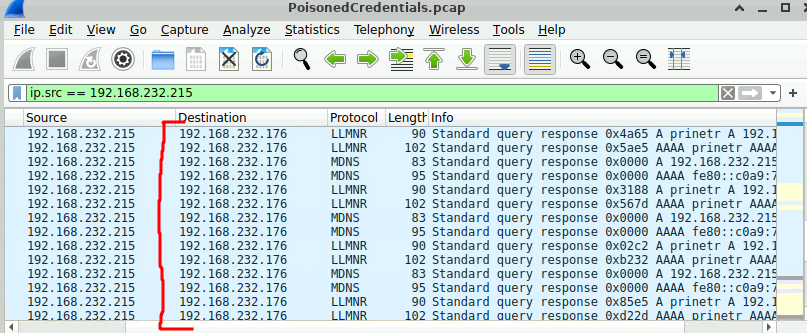 PoisonedCredentials.pcap
File Edit View Go Capture Analyze Statistics Telephony Wireless Tools Help
ip.src == 192.168.232.215
Source Destination Protocol Length Info
192.168.232.215 192.168.232.176 LLMNR 90 Standard query response 0x4a65 A prinetr A 192.1
192.168.232.215 192.168.232.176 LLMNR 102 Standard query response 0x5ae5 AAAA prinetr AAAA
192.168.232.215 192.168.232.176 MDNS 83 Standard query response 0x0000 A 192.168.232.215
192.168.232.215 192.168.232.176 MDNS 95 Standard query response 0x0000 AAAA fe80::c0a9:7
192.168.232.215 192.168.232.176 LLMNR 90 Standard query response 0x3188 A prinetr A 192.1
192.168.232.215 192.168.232.176 LLMNR 102 Standard query response 0x567d AAAA prinetr AAAA
192.168.232.215 192.168.232.176 MDNS 83 Standard query response 0x0000 A 192.168.232.215
192.168.232.215 192.168.232.176 MDNS 95 Standard query response 0x0000 AAAA fe80::c0a9:7
192.168.232.215 192.168.232.176 LLMNR 90 Standard query response 0x02c2 A prinetr A 192.1
192.168.232.215 192.168.232.176 LLMNR 102 Standard query response 0xb232 AAAA prinetr AAAA
192.168.232.215 192.168.232.176 MDNS 83 Standard query response 0x0000 A 192.168.232.215
192.168.232.215 192.168.232.176 MDNS 95 Standard query response 0x0000 AAAA fe80::c0a9:7
192.168.232.215 192.168.232.176 LLMNR 90 Standard query response 0x85e5 A prinetr A 192.1
192.168.232.215 192.168.232.176 LLMNR 102 Standard query response 0xd22d AAAA prinetr AAAA